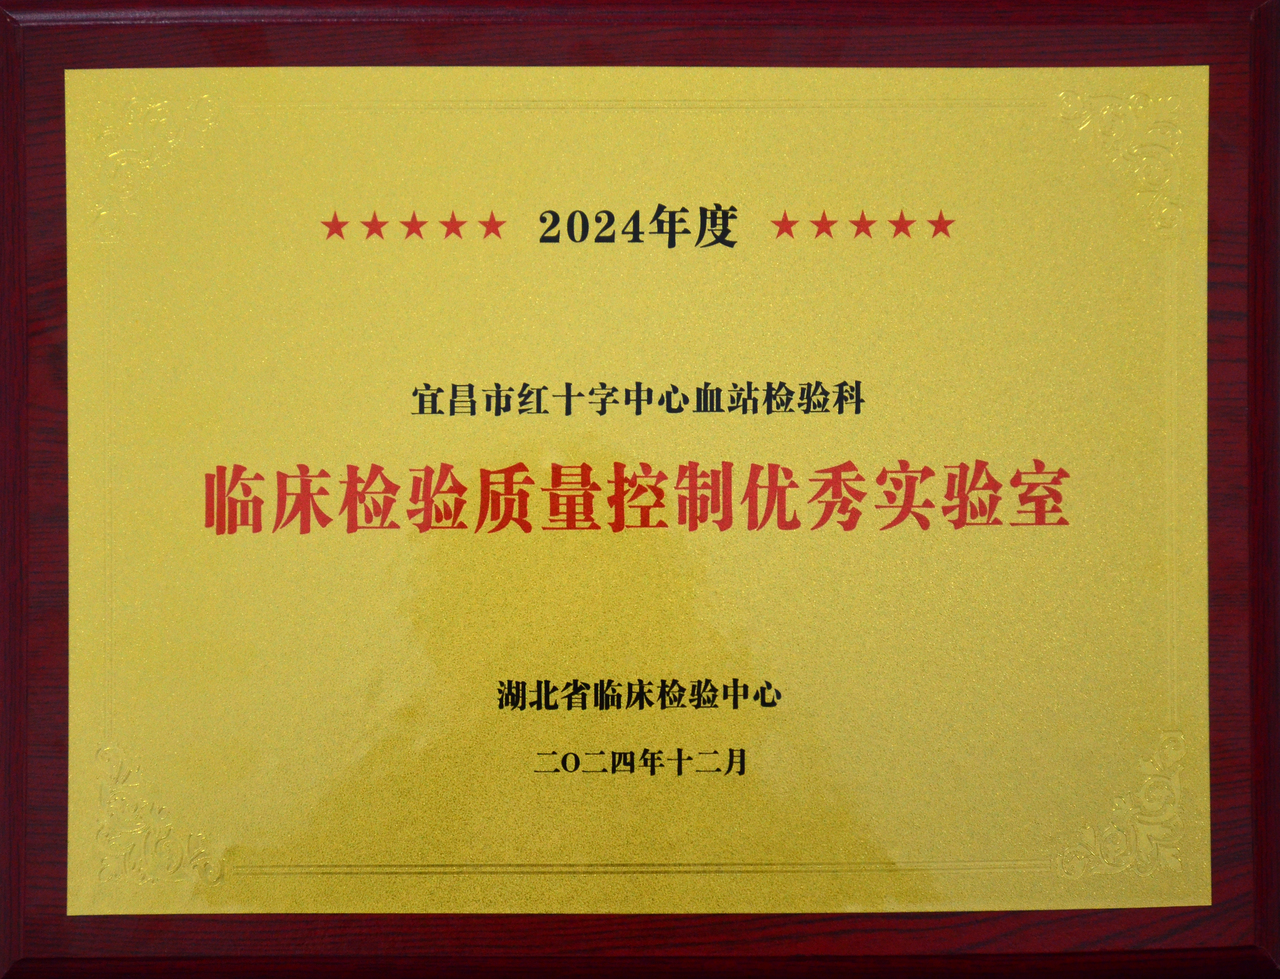 ★★★★★ 2024年度 ★★★★★
宜昌市红十字中心血站检验科
临床检验质量控制优秀实验室
湖北省临床检验中心
二〇二四年十二月